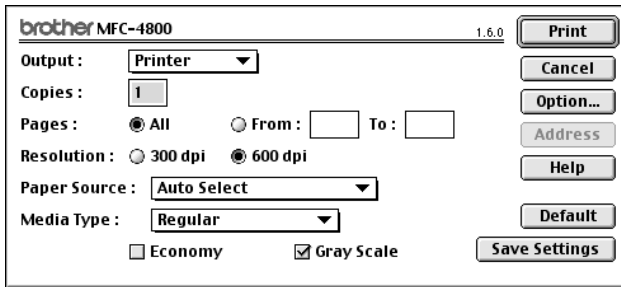 brother MFC-4800 1.6.0 Print
Output : Printer Cancel
Copies : 1 Option...
Pages : All From : To : Address
Resolution : 300 dpi 600 dpi Help
Paper Source : Auto Select
Media Type : Regular Default
Economy Gray Scale Save Settings